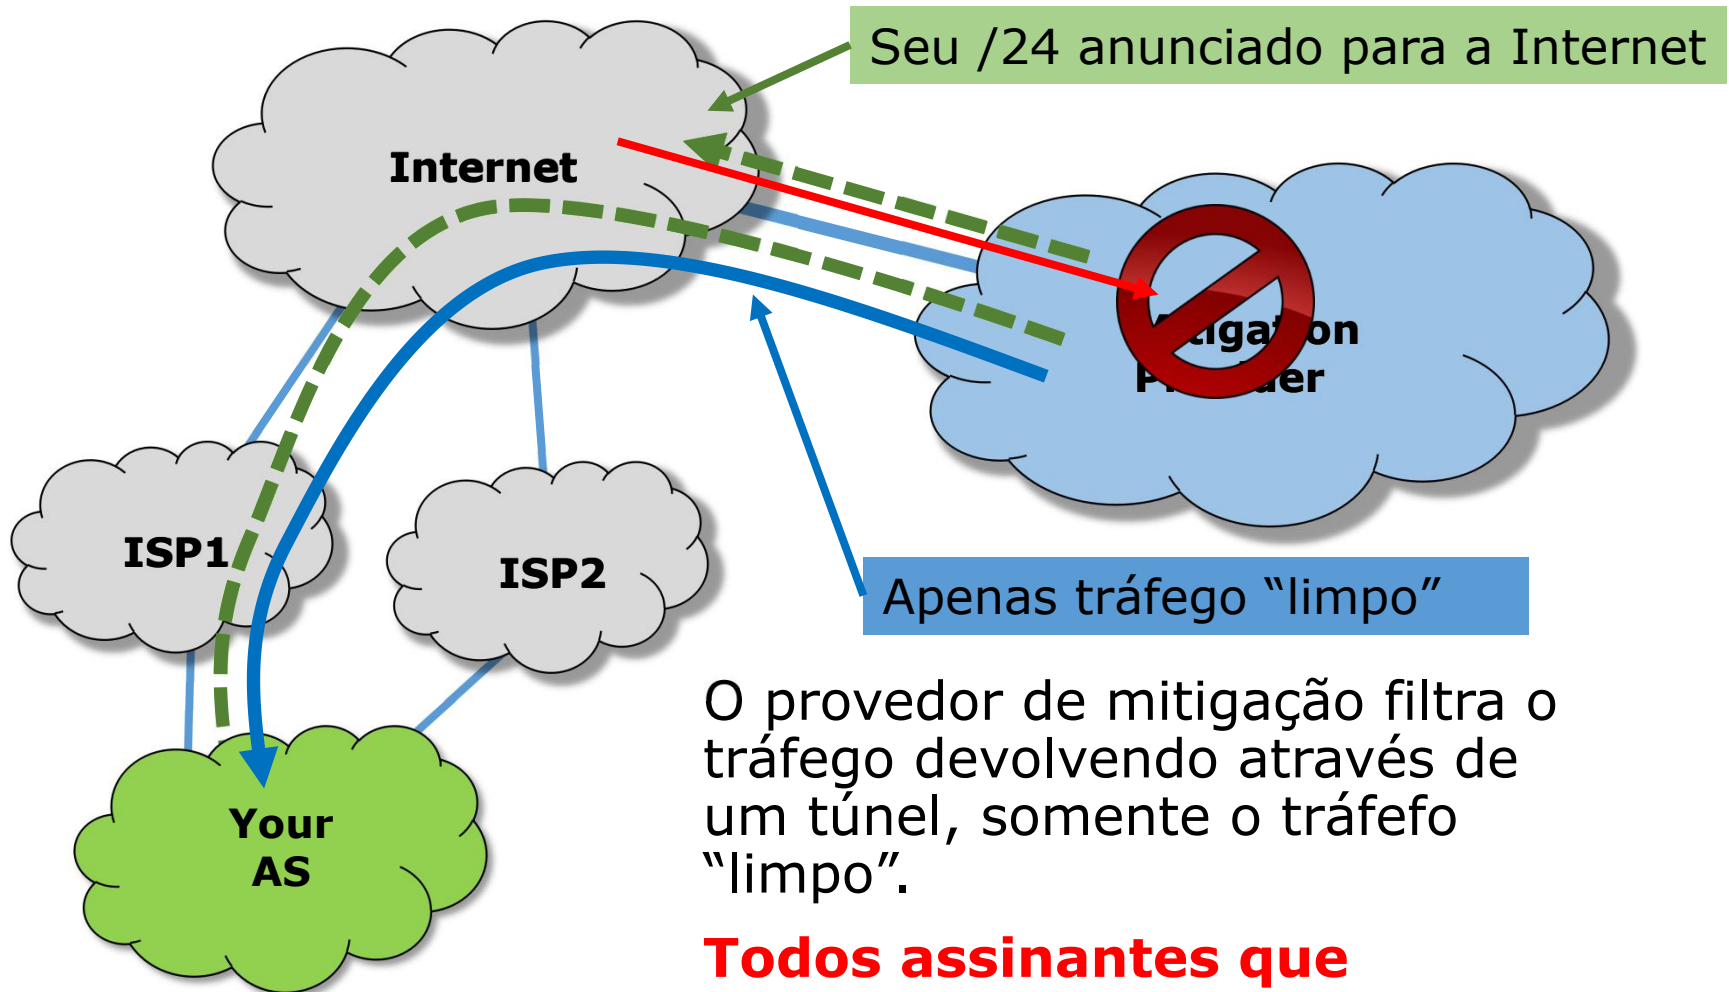 Seu /24 anunciado para a Internet
Internet
ISP1
ISP2
Apenas tráfego “limpo”
Your
AS
O provedor de mitigação filtra o
tráfego devolvendo através de
um túnel, somente o tráfefo
“limpo”.
Todos assinantes que